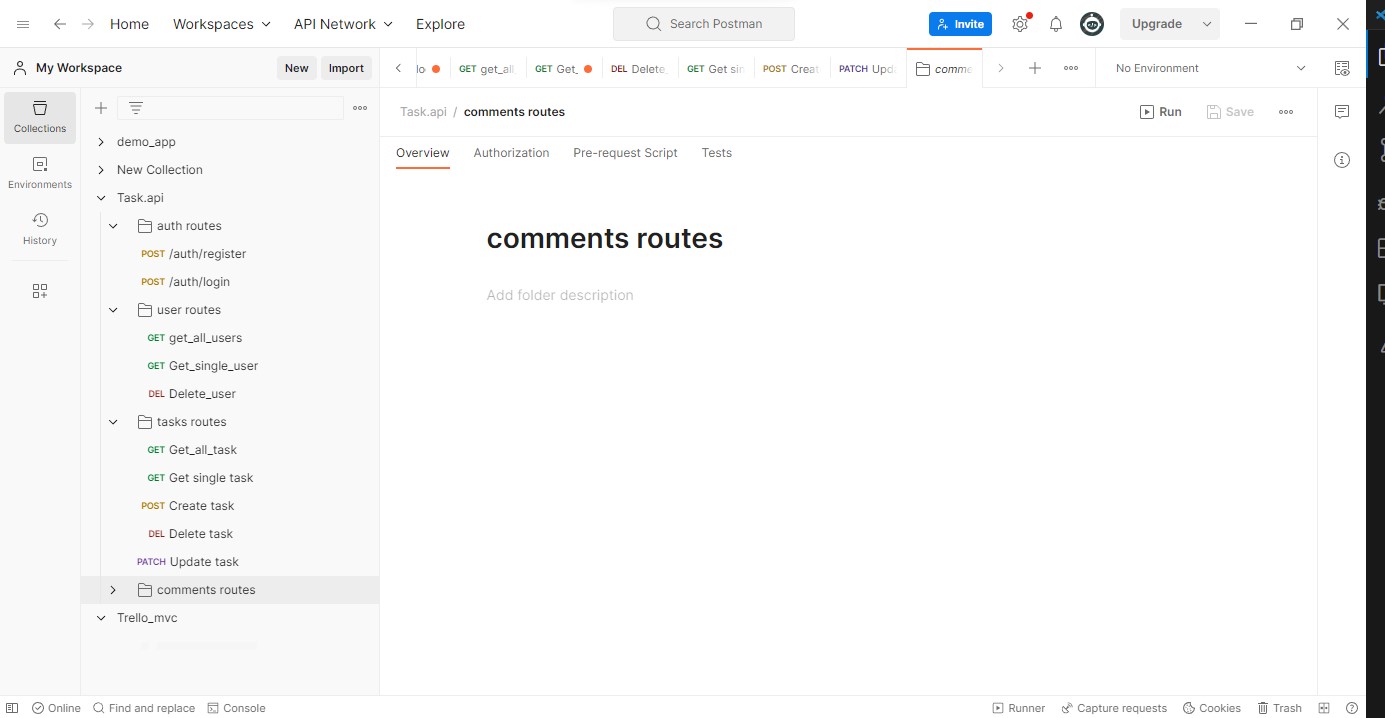 Home Workspaces API Network Explore Search Postman Invite Upgrade
My Workspace New Import
GET get_all GET Get_ DEL Delete_ GET Get sin POST Creat PATCH Upd comme No Environment
Collections
Environments
History
demo_app
New Collection
Task.api
auth routes
POST /auth/register
POST /auth/login
user routes
GET get_all_users
GET Get_single_user
DEL Delete_user
tasks routes
GET Get_all_task
GET Get single task
POST Create task
DEL Delete task
PATCH Update task
comments routes
Trello_mvc
Task.api / comments routes Run Save
Overview Authorization Pre-request Script Tests
comments routes
Add folder description
Online Find and replace Console Runner Capture requests Cookies Trash